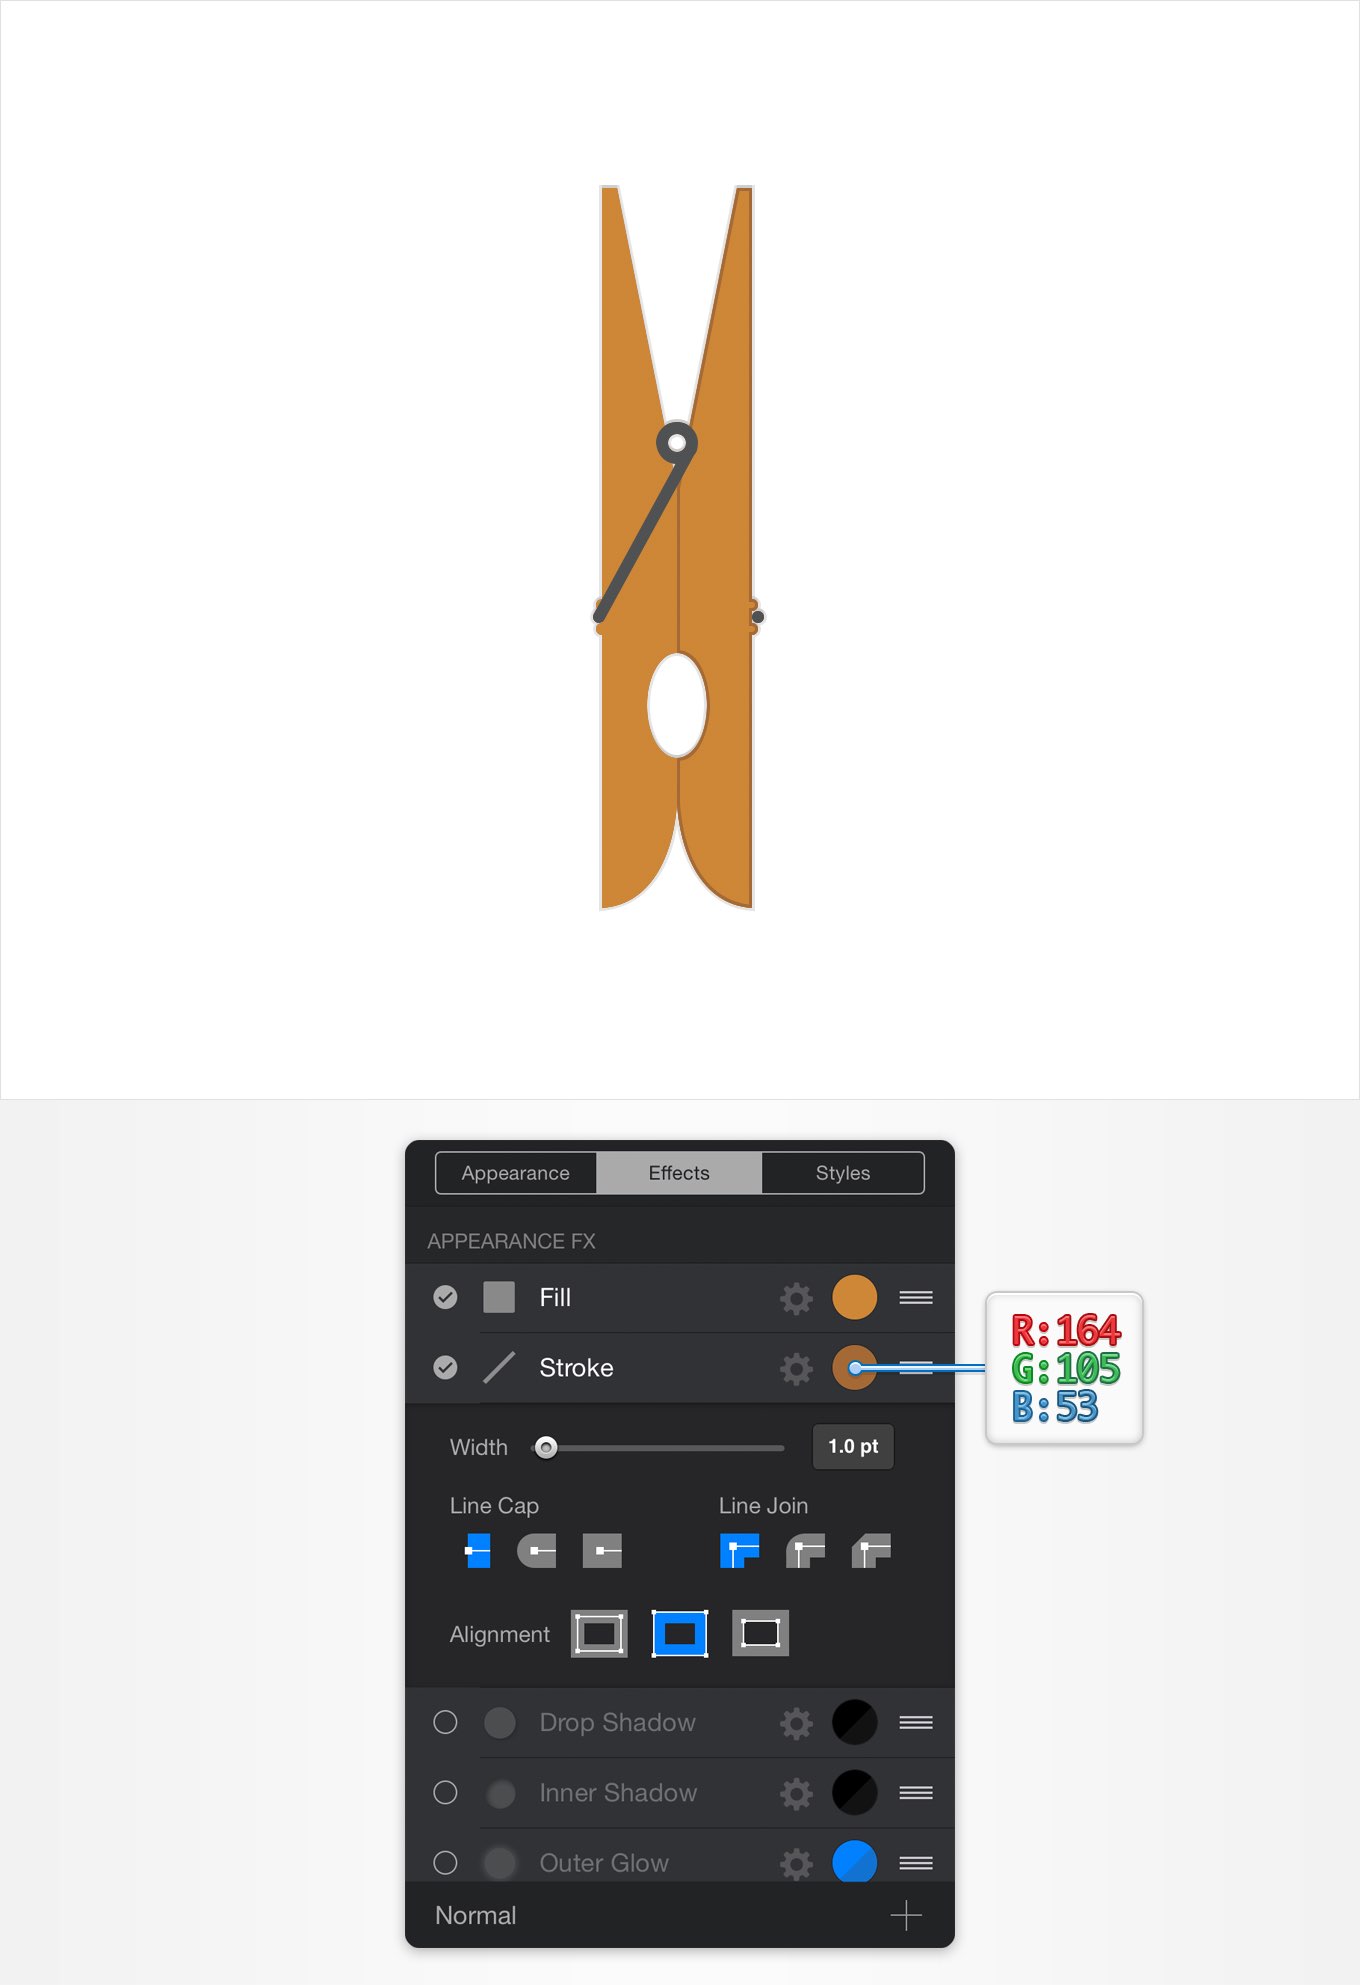 Appearance Effects Styles
APPEARANCE FX
Fill
Stroke
R:164
G:105
B:53
Width 1.0 pt
Line Cap Line Join
Alignment
Drop Shadow
Inner Shadow
Outer Glow
Normal